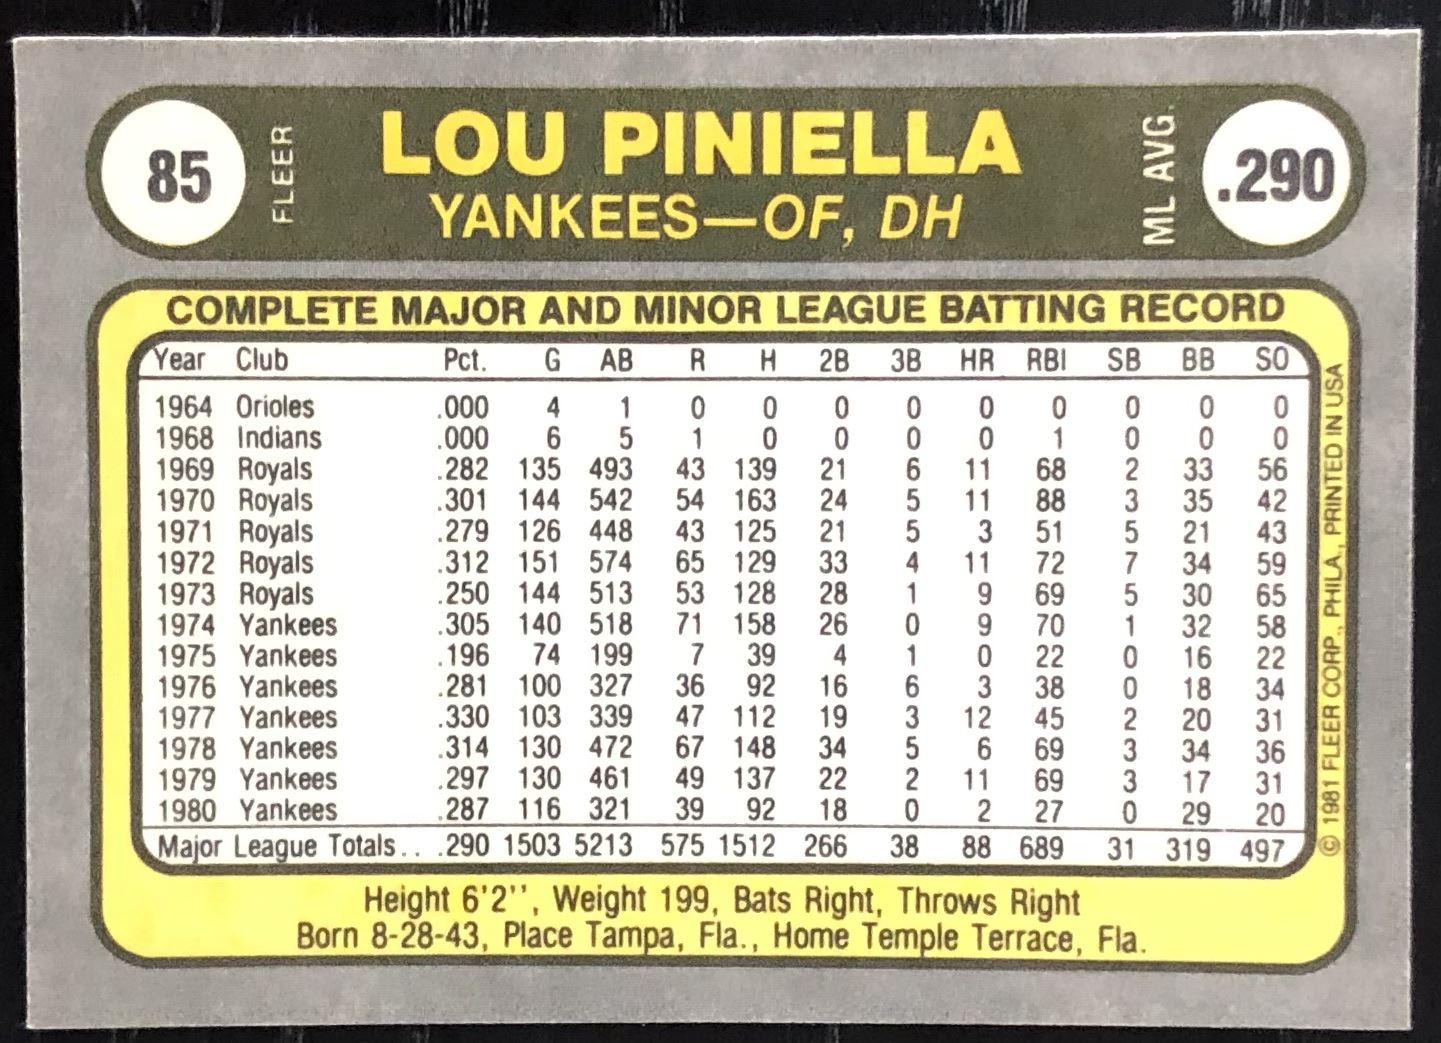 85 FLEER LOU PINIELLA ML AVG. .290
YANKEES—OF, DH
COMPLETE MAJOR AND MINOR LEAGUE BATTING RECORD
Year Club Pct. G AB R H 2B 3B HR RBI SB BB SO
1964 Orioles .000 4 1 0 0 0 0 0 0 0 0 0
1968 Indians .000 6 5 1 0 0 0 0 1 0 0 0
1969 Royals .282 135 493 43 139 21 6 11 68 2 33 56
1970 Royals .301 144 542 54 163 24 5 11 88 3 35 42
1971 Royals .279 126 448 43 125 21 5 3 51 5 21 43
1972 Royals .312 151 574 65 129 33 4 11 72 7 34 59
1973 Royals .250 144 513 53 128 28 1 9 69 5 30 65
1974 Yankees .305 140 518 71 158 26 0 9 70 1 32 58
1975 Yankees .196 74 199 7 39 4 1 0 22 0 16 22
1976 Yankees .281 100 327 36 92 16 6 3 38 0 18 34
1977 Yankees .330 103 339 47 112 19 3 12 45 2 20 31
1978 Yankees .314 130 472 67 148 34 5 6 69 3 34 36
1979 Yankees .297 130 461 49 137 22 2 11 69 3 17 31
1980 Yankees .287 116 321 39 92 18 0 2 27 0 29 20
Major League Totals.. .290 1503 5213 575 1512 266 38 88 689 31 319 497
Height 6'2'', Weight 199, Bats Right, Throws Right
Born 8-28-43, Place Tampa, Fla., Home Temple Terrace, Fla.
© 1981 FLEER CORP., PHILA., PRINTED IN USA